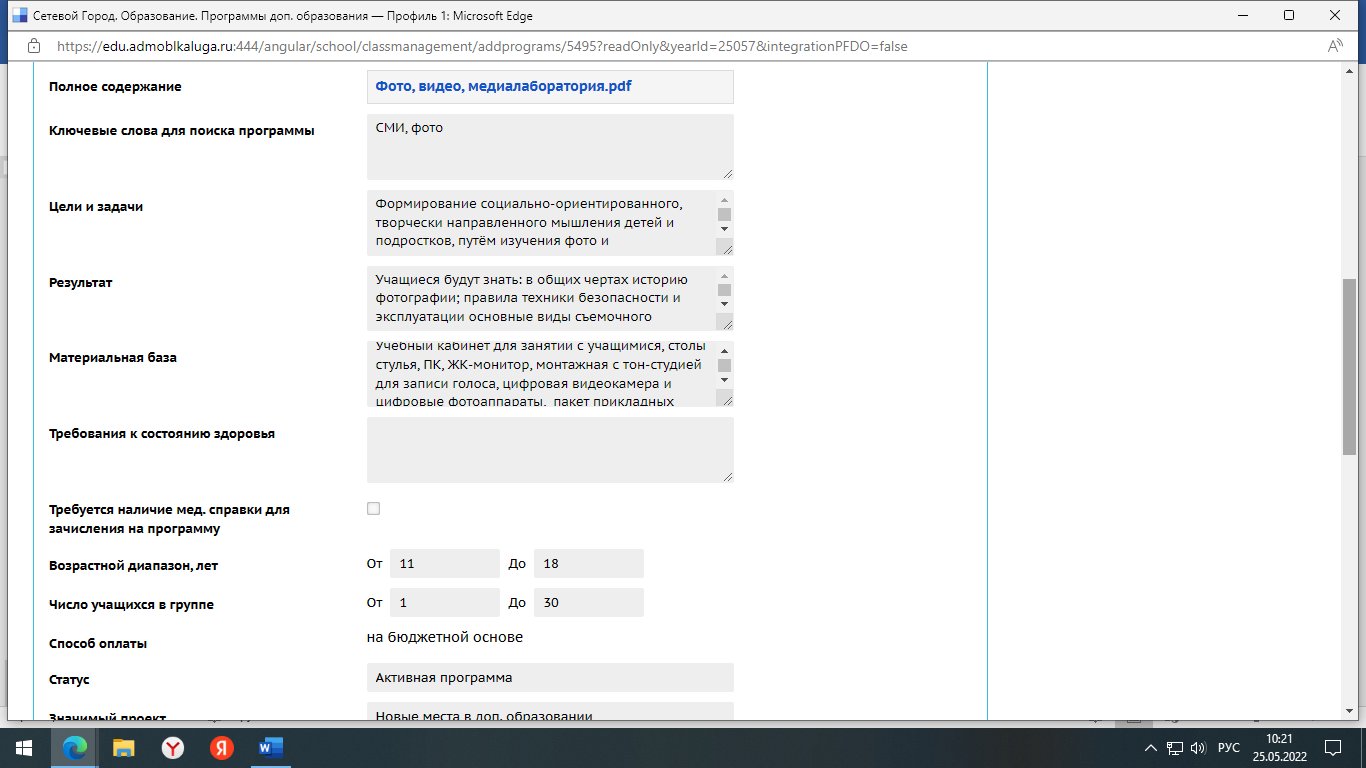 Сетевой Город. Образование. Программы доп. образования — Профиль 1: Microsoft Edge
https://edu.admoblkaluga.ru:444/angular/school/classmanagement/addprograms/5495?readOnly&yearId=25057&integrationPFDO=false
Полное содержание
Фото, видео, медиалаборатория.pdf
Ключевые слова для поиска программы
СМИ, фото
Цели и задачи
Формирование социально-ориентированного,
творчески направленного мышления детей и
подростков, путём изучения фото и
Результат
Учащиеся будут знать: в общих чертах историю
фотографии; правила техники безопасности и
эксплуатации основные виды съемочного
Материальная база
Учебный кабинет для занятий с учащимися, столы
стулья, ПК, ЖК-монитор, монтажная с тон-студией
для записи голоса, цифровая видеокамера и
цифровые фотоаппараты, пакет прикладных
Требования к состоянию здоровья
Требуется наличие мед. справки для
зачисления на программу
Возрастной диапазон, лет
От 11 До 18
Число учащихся в группе
От 1 До 30
Способ оплаты
на бюджетной основе
Статус
Активная программа
Значимый проект
Новые места в доп. образовании
РУС
10:21
25.05.2022